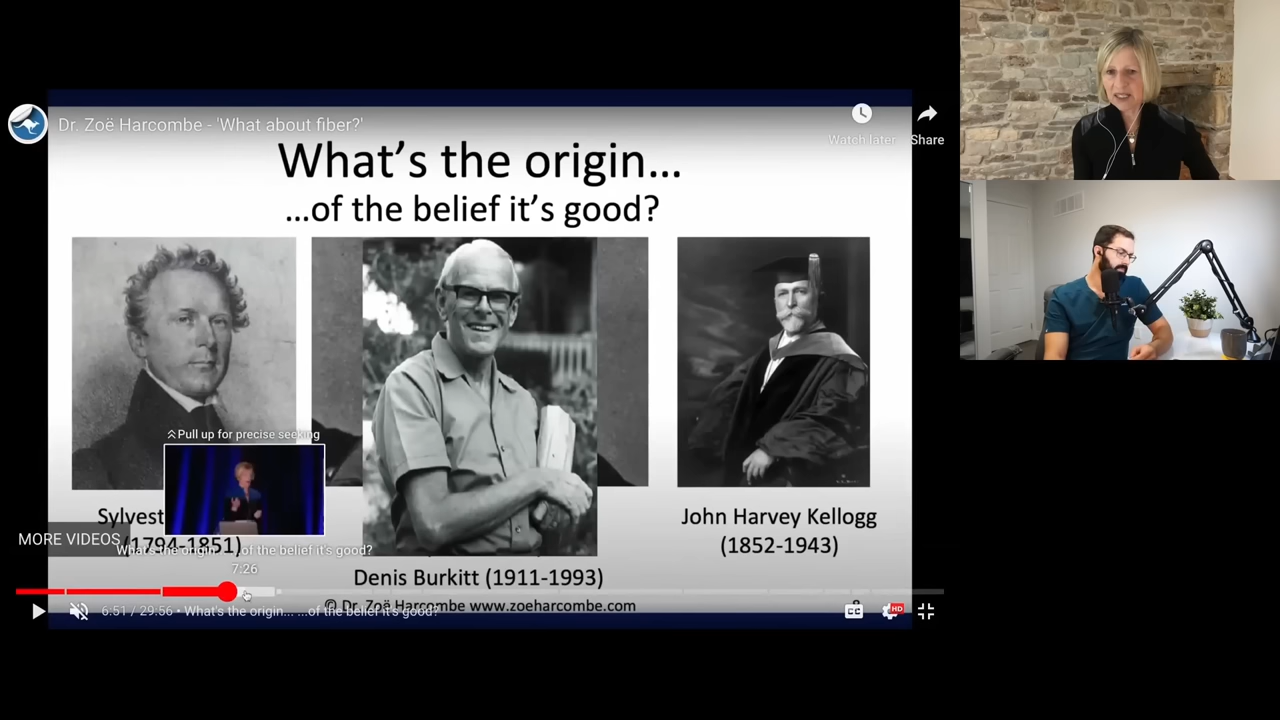 Dr. Zoë Harcombe - 'What about fiber?'
Watch later
Share
What's the origin...
...of the belief it's good?
Pull up for precise seeking
Sylvest
(1794-1851)
John Harvey Kellogg
(1852-1943)
MORE VIDEOS
What's the origin... ...of the belief it's good?
7:26
Denis Burkitt (1911-1993)
© Dr. Zoë Harcombe www.zoeharcombe.com
6:51 / 29:56 • What's the origin... ...of the belief it's good?
CC
HD